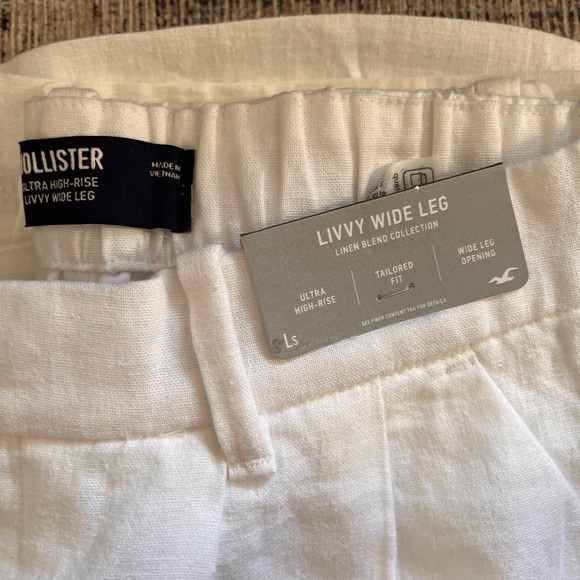 OLLISTER
ULTRA HIGH-RISE
LIVVY WIDE LEG
MADE IN
VIETNAM
LIVVY WIDE LEG
LINEN BLEND COLLECTION
ULTRA
HIGH-RISE
TAILORED
FIT
WIDE LEG
OPENING
SEE FIBER CONTENT TAG FOR DETAILS
Ls